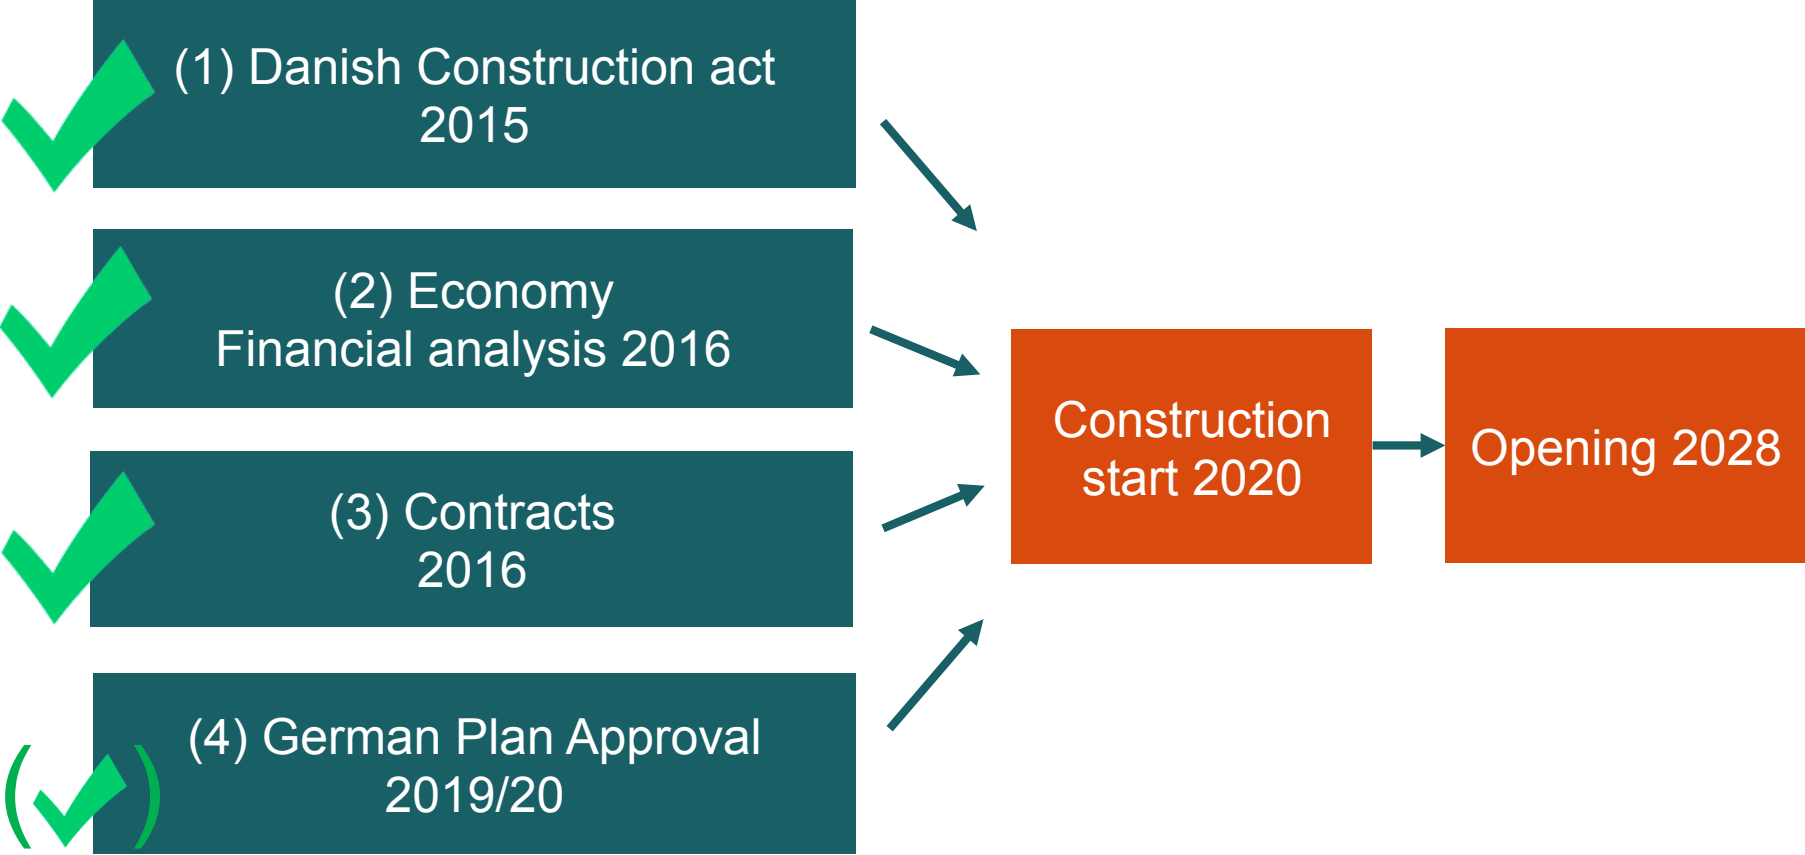 (1) Danish Construction act
2015
(2) Economy
Financial analysis 2016
(3) Contracts
2016
(4) German Plan Approval
2019/20
( )
Construction
start 2020
Opening 2028